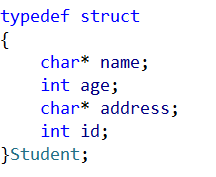 typedef struct
{
    char* name;
    int age;
    char* address;
    int id;
}Student;